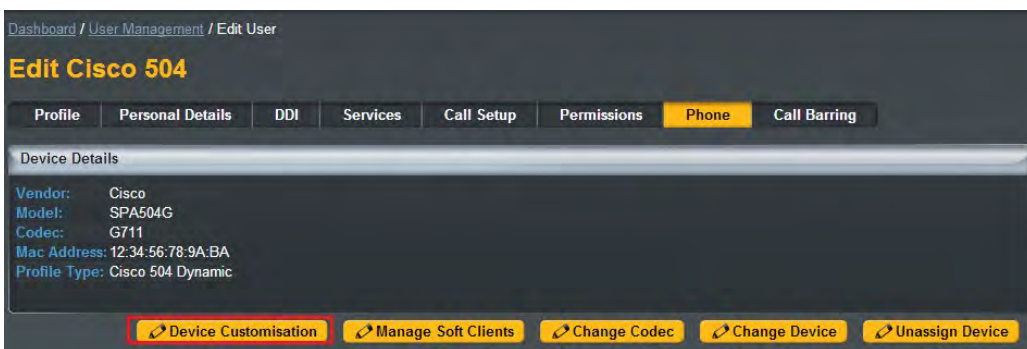 Dashboard / User Management / Edit User
Edit Cisco 504
Profile Personal Details DDI Services Call Setup Permissions Phone Call Barring
Device Details
Vendor: Cisco
Model: SPA504G
Codec: G711
Mac Address: 12:34:56:78:9A:BA
Profile Type: Cisco 504 Dynamic
Device Customisation Manage Soft Clients Change Codec Change Device Unassign Device